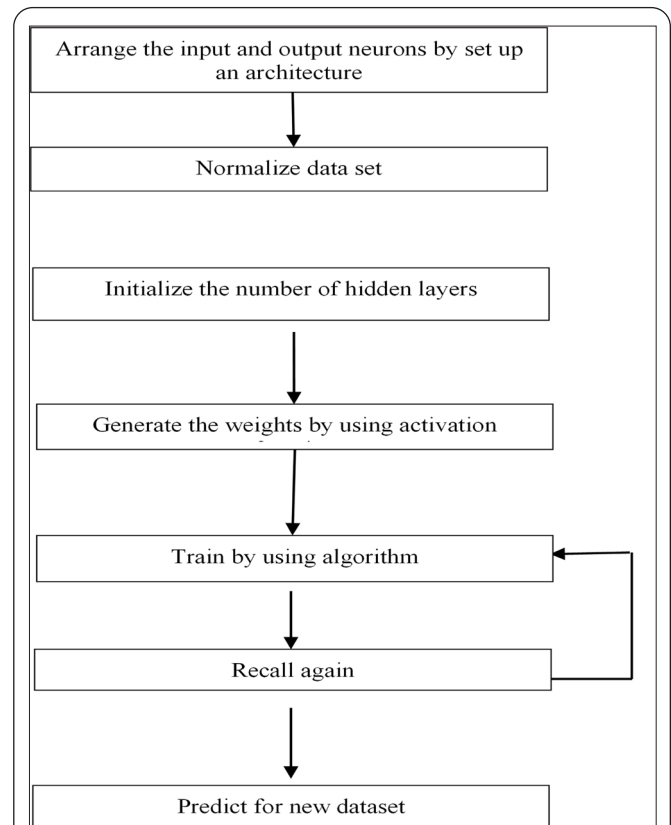 Arrange the input and output neurons by set up
an architecture
Normalize data set
Initialize the number of hidden layers
Generate the weights by using activation
Train by using algorithm
Recall again
Predict for new dataset